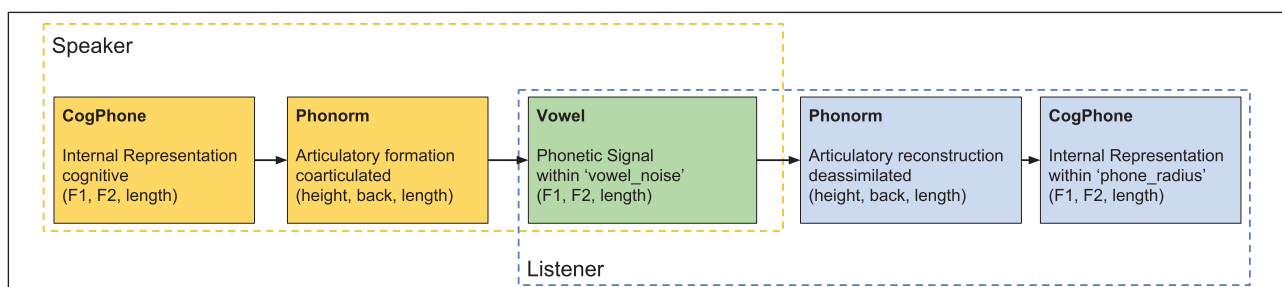 Speaker
CogPhone
Internal Representation
cognitive
(F1, F2, length)
Phonorm
Articulatory formation
coarticulated
(height, back, length)
Vowel
Phonetic Signal
within ‘vowel_noise’
(F1, F2, length)
Phonorm
Articulatory reconstruction
deassimilated
(height, back, length)
CogPhone
Internal Representation
within ‘phone_radius’
(F1, F2, length)
Listener